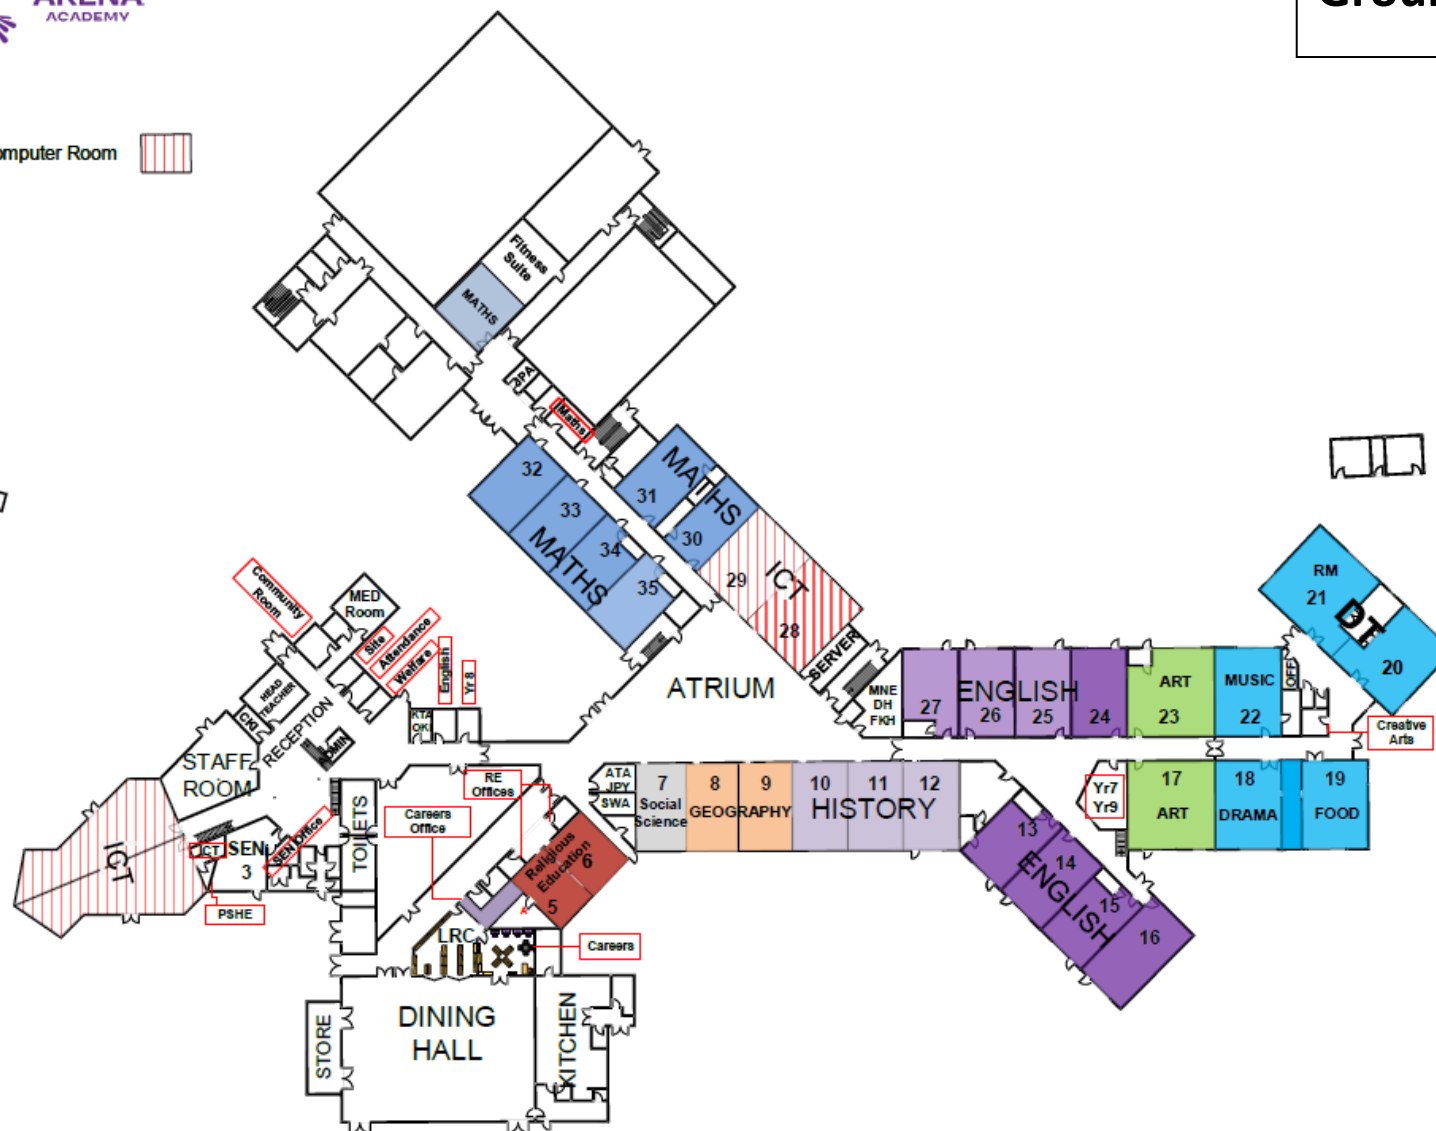 ARENA
ACADEMY
Computer Room
Fitness
Suite
MATHS
PA
Maths
32
33
34
35
MATHS
31
30
MATHS
29
28
ICT
SERVER
ATRIUM
Community
Room
MED
Room
Site
Attendance
Welfare
English
Yr 8
HEAD
TEACHER
CKI
RECEPTION
ADMIN
KTA
OKI
STAFF
ROOM
ICT
ICT
SEN
3
SEN Office
PSHE
TOILETS
Careers
Office
RE
Offices
Religious
Education
6
5
LRC
Careers
DINING
HALL
STORE
KITCHEN
MNE
DH
FKH
27
26
25
24
ENGLISH
ART
23
MUSIC
22
OFF
RM
21
DT
20
Creative
Arts
ATA
JPY
SWA
7
Social
Science
8
9
GEOGRAPHY
10
11
12
HISTORY
13
14
15
16
ENGLISH
Yr7
Yr9
17
ART
18
DRAMA
19
FOOD